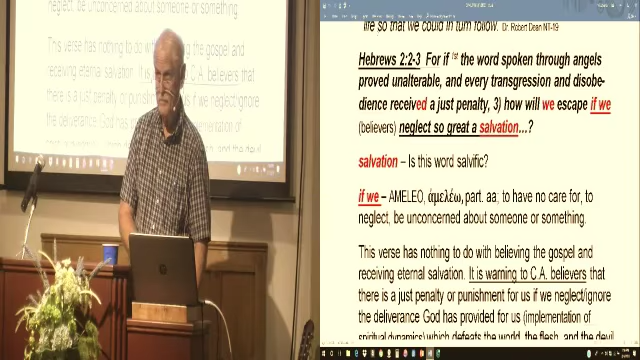 neglect, be unconcerned about someone or something
This verse has nothing to do the gospel and
receiving eternal salvation. It is to C.A. believers that
there is a just penalty or us if we neglect/ignore
the deliverance God has
life so that we could in turn follow. Dr. Robert Dean NT-19
Hebrews 2:2-3 For if 1st the word spoken through angels
proved unalterable, and every transgression and disobe-
dience received a just penalty, 3) how will we escape if we
(believers) neglect so great a salvation…?
salvation – Is this word salvific?
if we – AMELEO, ἀμελέω, part. aa; to have no care for, to
neglect, be unconcerned about someone or something.
This verse has nothing to do with believing the gospel and
receiving eternal salvation. It is warning to C.A. believers that
there is a just penalty or punishment for us if we neglect/ignore
the deliverance God has provided for us (implementation of
spiritual dynamics) which defeats the world, the flesh, and the devil